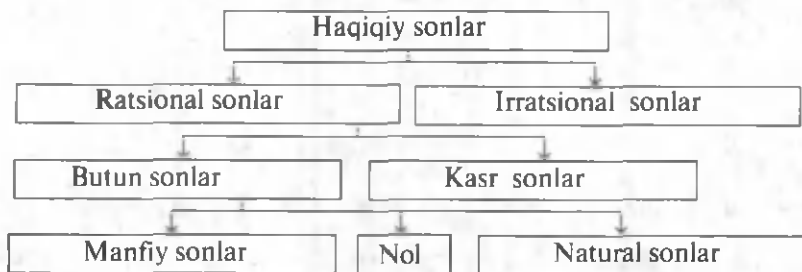 Haqiqiy sonlar
Ratsional sonlar Irratsional sonlar
Butun sonlar Kasr sonlar
Manfiy sonlar Nol Natural sonlar